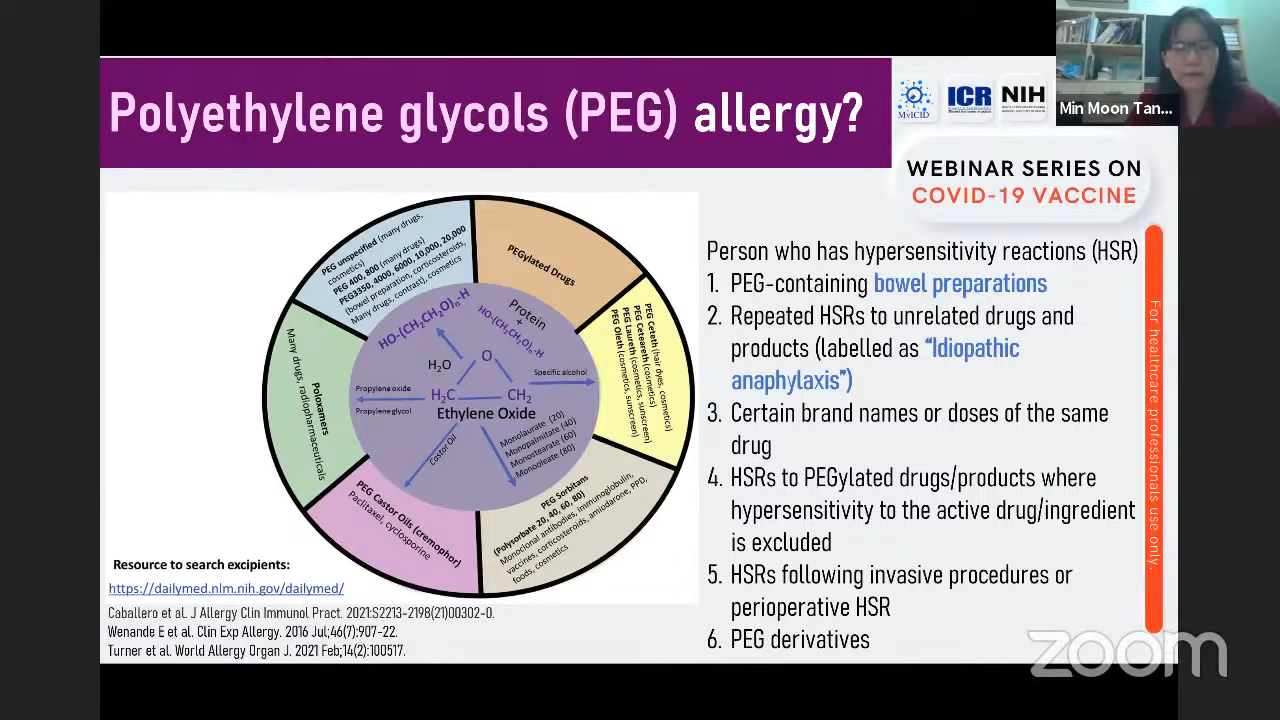 Polyethylene glycols (PEG) allergy?
MyICID
ICR
NIH
Min Moon Tan...
WEBINAR SERIES ON
COVID-19 VACCINE
PEG unspecified (many drugs,
cosmetics)
PEG 400, 800 (many drugs)
PEG3350, 4000, 6000, 10,000, 20,000
(bowel preparation, corticosteroids,
Many drugs, contrast), cosmetics
PEGylated Drugs
PEG Ceteth (hair dyes, cosmetics)
PEG Ceteareth (cosmetics)
PEG Laureth (cosmetics, sunscreen)
PEG Oleth (cosmetics, sunscreen)
PEG Sorbitans
(Polysorbate 20, 40, 60, 80)
Monoclonal antibodies, immunoglobulin,
vaccines, corticosteroids, amiodarone, PPD,
foods, cosmetics
PEG Castor Oils (cremophor)
Paclitaxel, cyclosporine
Poloxamers
Many drugs, radiopharmaceuticals
HO-(CH2CH2O)n-H
Protein
+
HO-(CH2CH2O)n-H
H2O
O
Specific alcohol
Propylene oxide
Propylene glycol
H2C
CH2
Ethylene Oxide
Castor Oil
Monolaurate (20)
Monopalmitate (40)
Monostearate (60)
Monooleate (80)
Resource to search excipients:
https://dailymed.nlm.nih.gov/dailymed/
Caballero et al. J Allergy Clin Immunol Pract. 2021:S2213-2198(21)00302-0.
Wenande E et al. Clin Exp Allergy. 2016 Jul;46(7):907-22.
Turner et al. World Allergy Organ J. 2021 Feb;14(2):100517.
Person who has hypersensitivity reactions (HSR)
1. PEG-containing bowel preparations
2. Repeated HSRs to unrelated drugs and
products (labelled as “Idiopathic
anaphylaxis”)
3. Certain brand names or doses of the same
drug
4. HSRs to PEGylated drugs/products where
hypersensitivity to the active drug/ingredient
is excluded
5. HSRs following invasive procedures or
perioperative HSR
6. PEG derivatives
For healthcare professionals use only.
zoom